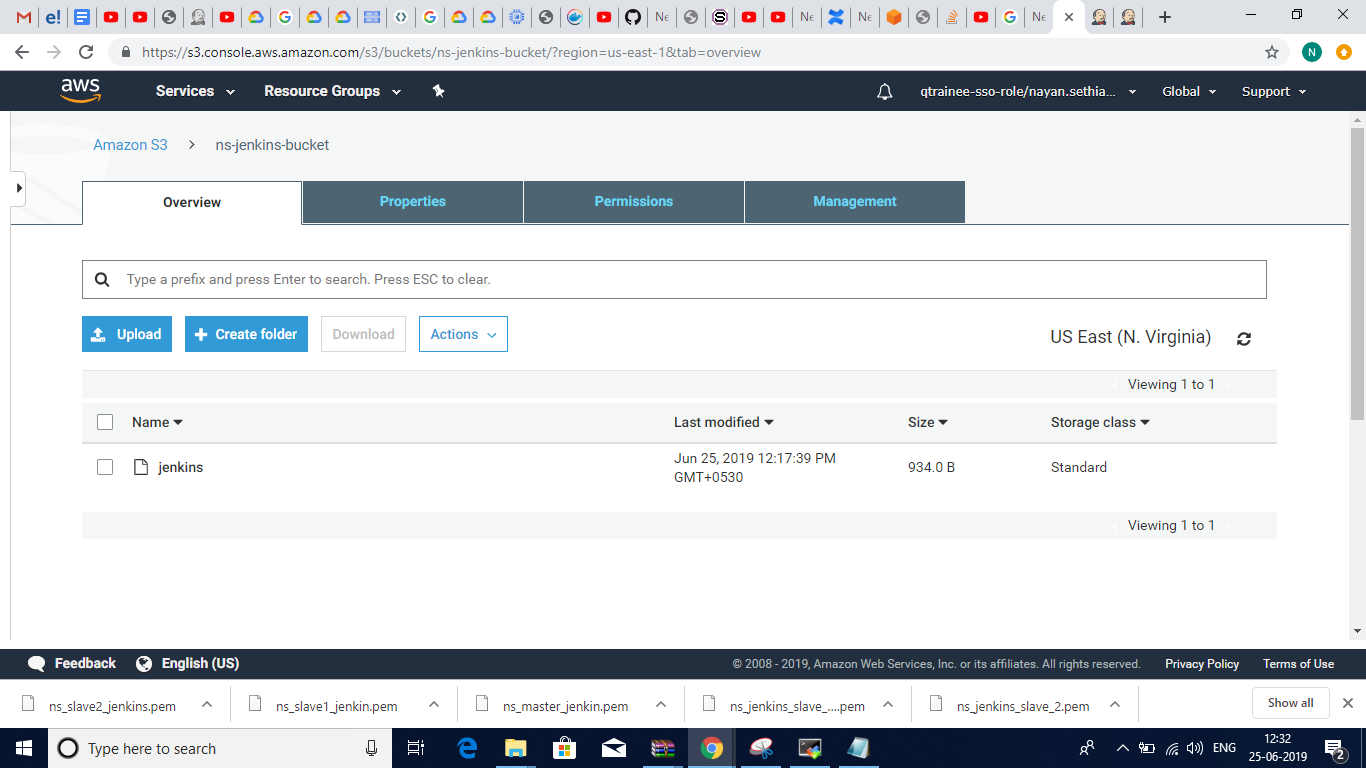 Ne
Ne
Ne
Ne
https://s3.console.aws.amazon.com/s3/buckets/ns-jenkins-bucket/?region=us-east-1&tab=overview
N
aws
Services
Resource Groups
qtrainee-sso-role/nayan.sethia...
Global
Support
Amazon S3
ns-jenkins-bucket
Overview
Properties
Permissions
Management
Type a prefix and press Enter to search. Press ESC to clear.
Upload
+ Create folder
Download
Actions
US East (N. Virginia)
Viewing 1 to 1
Name
Last modified
Size
Storage class
jenkins
Jun 25, 2019 12:17:39 PM
GMT+0530
934.0 B
Standard
Viewing 1 to 1
Feedback
English (US)
© 2008 - 2019, Amazon Web Services, Inc. or its affiliates. All rights reserved.
Privacy Policy
Terms of Use
ns_slave2_jenkins.pem
ns_slave1_jenkin.pem
ns_master_jenkin.pem
ns_jenkins_slave_....pem
ns_jenkins_slave_2.pem
Show all
Type here to search
ENG
12:32
25-06-2019
2